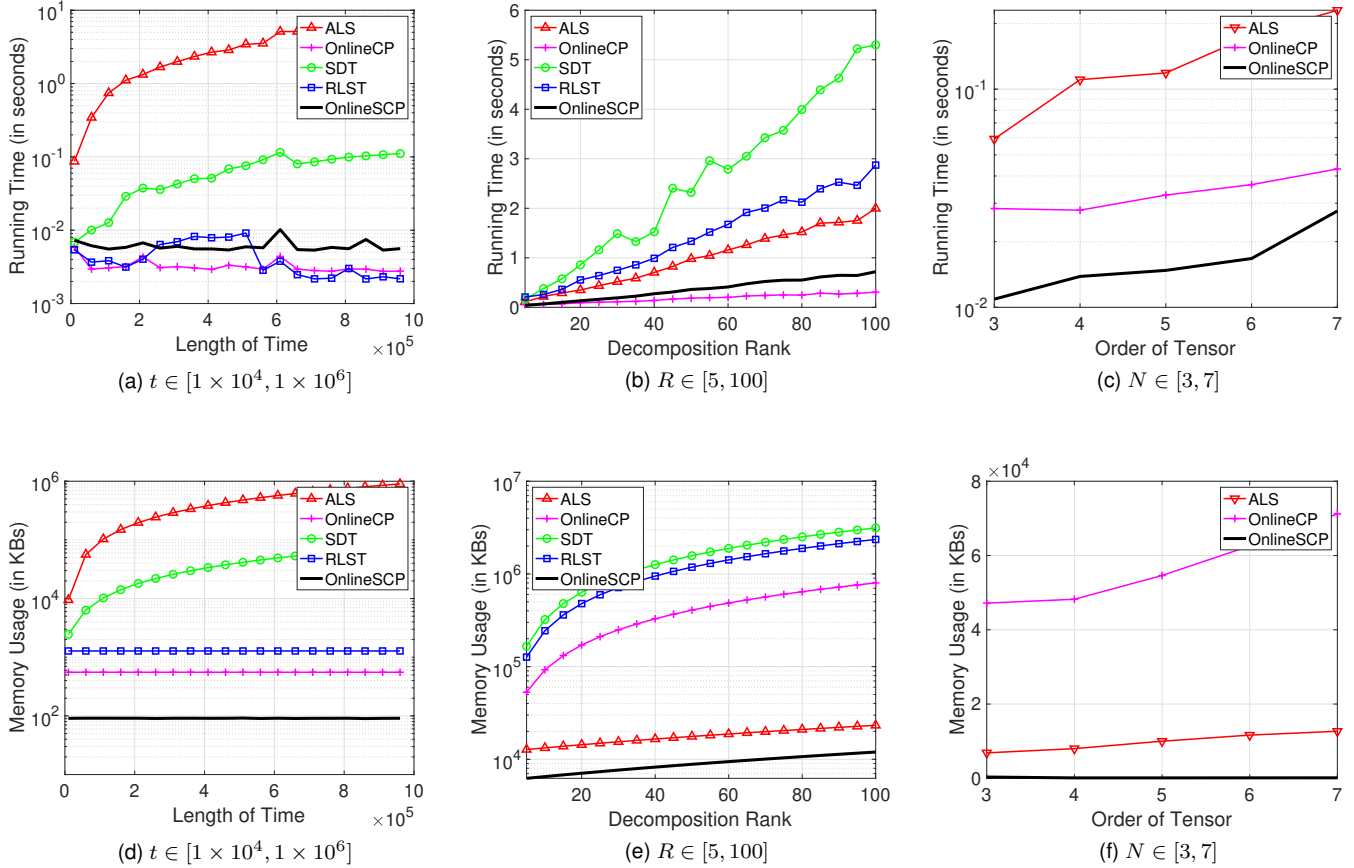 10^1
10^0
10^-1
10^-2
10^-3
0
2
4
6
8
10
×10^5
Running Time (in seconds)
Length of Time
ALS
OnlineCP
SDT
RLST
OnlineSCP
(a) t ∈ [1 × 10^4, 1 × 10^6]
6
5
4
3
2
1
0
20
40
60
80
100
Running Time (in seconds)
Decomposition Rank
ALS
OnlineCP
SDT
RLST
OnlineSCP
(b) R ∈ [5, 100]
10^-1
10^-2
3
4
5
6
7
Running Time (in seconds)
Order of Tensor
ALS
OnlineCP
OnlineSCP
(c) N ∈ [3, 7]
10^6
10^4
10^2
0
2
4
6
8
10
×10^5
Memory Usage (in KBs)
Length of Time
ALS
OnlineCP
SDT
RLST
OnlineSCP
(d) t ∈ [1 × 10^4, 1 × 10^6]
10^7
10^6
10^5
10^4
20
40
60
80
100
Memory Usage (in KBs)
Decomposition Rank
ALS
OnlineCP
SDT
RLST
OnlineSCP
(e) R ∈ [5, 100]
×10^4
8
6
4
2
0
3
4
5
6
7
Memory Usage (in KBs)
Order of Tensor
ALS
OnlineCP
OnlineSCP
(f) N ∈ [3, 7]